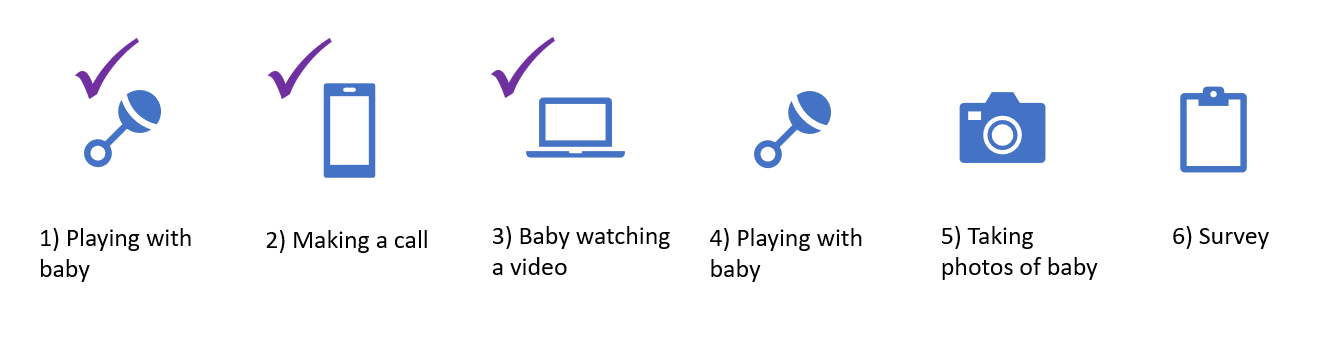 1) Playing with
baby
2) Making a call
3) Baby watching
a video
4) Playing with
baby
5) Taking
photos of baby
6) Survey